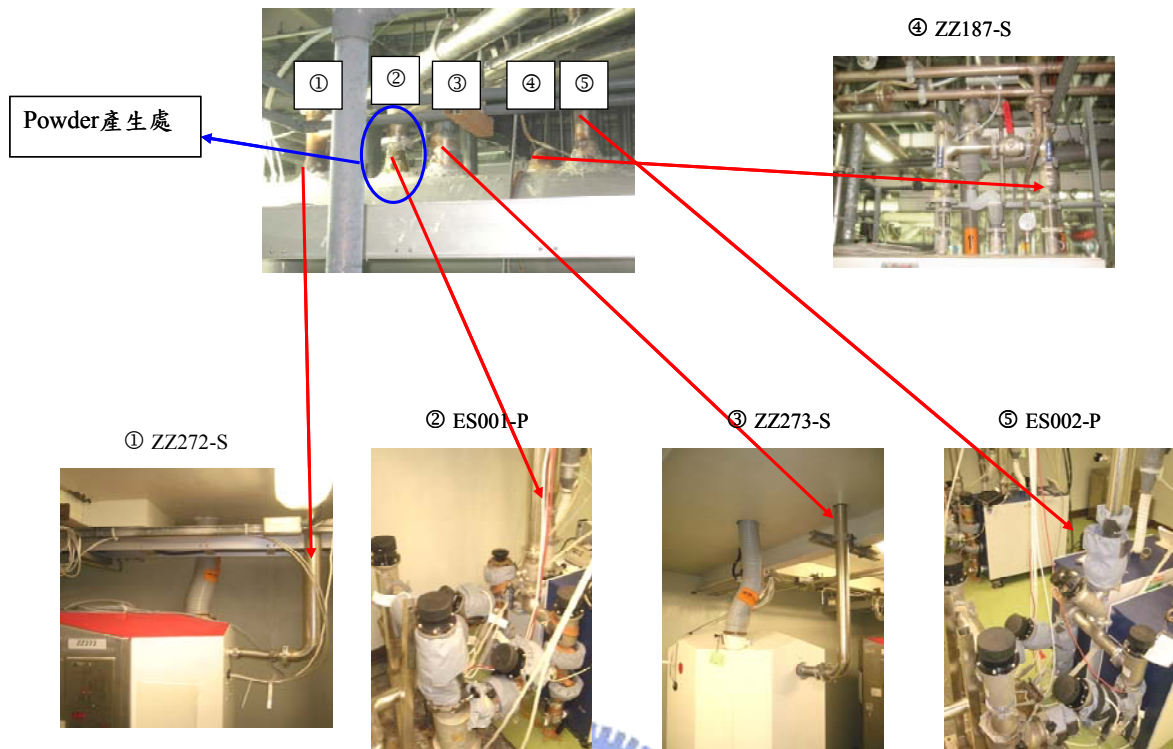 ④ ZZ187-S
① ② ③ ④ ⑤
Powder產生處
① ZZ272-S
② ES001-P
③ ZZ273-S
⑤ ES002-P
ZZ273